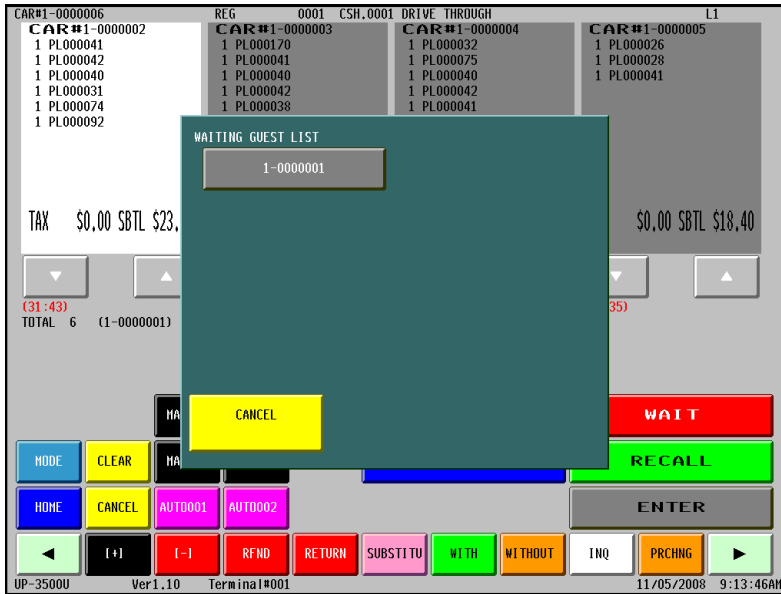 CAR#1-0000006 REG 0001 CSH.0001 DRIVE THROUGH L1
CAR#1-0000002
1 PL000041
1 PL000042
1 PL000040
1 PL000031
1 PL000074
1 PL000092
TAX $0.00 SBTL $23.
CAR#1-0000003
1 PL000170
1 PL000041
1 PL000040
1 PL000042
1 PL000038
CAR#1-0000004
1 PL000032
1 PL000075
1 PL000040
1 PL000042
1 PL000041
CAR#1-0000005
1 PL000026
1 PL000028
1 PL000041
$0.00 SBTL $18.40
WAITING GUEST LIST
1-0000001
CANCEL
(31:43)
35)
TOTAL 6 (1-0000001)
MA
WAIT
MODE CLEAR MA RECALL
HOME CANCEL AUTO001 AUTO002 ENTER
[+] [-] RFND RETURN SUBSTITU WITH WITHOUT INQ PRCHNG
UP-3500U Ver1.10 Terminal#001 11/05/2008 9:13:46AM